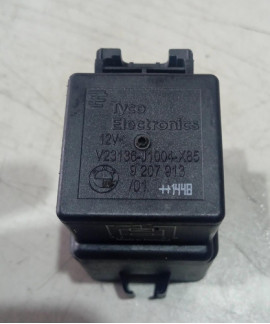 Tyco
Electronics
12V
V23136-J1004-X85
9 207 913
/01 ++1448